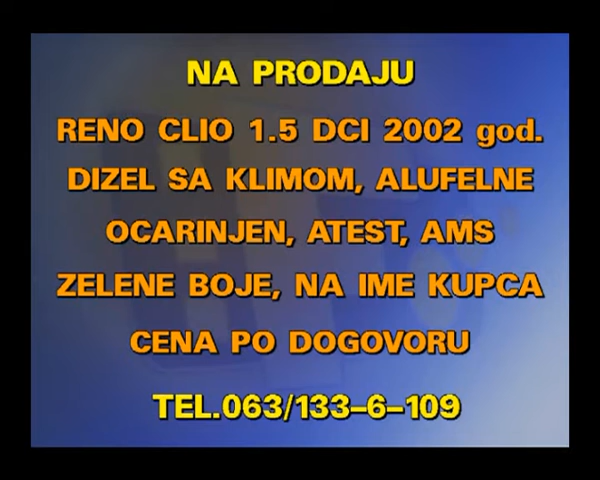 NA PRODAJU
RENO CLIO 1.5 DCI 2002 god.
DIZEL SA KLIMOM, ALUFELNE
OCARINJEN, ATEST, AMS
ZELENE BOJE, NA IME KUPCA
CENA PO DOGOVORU
TEL.063/133–6–109